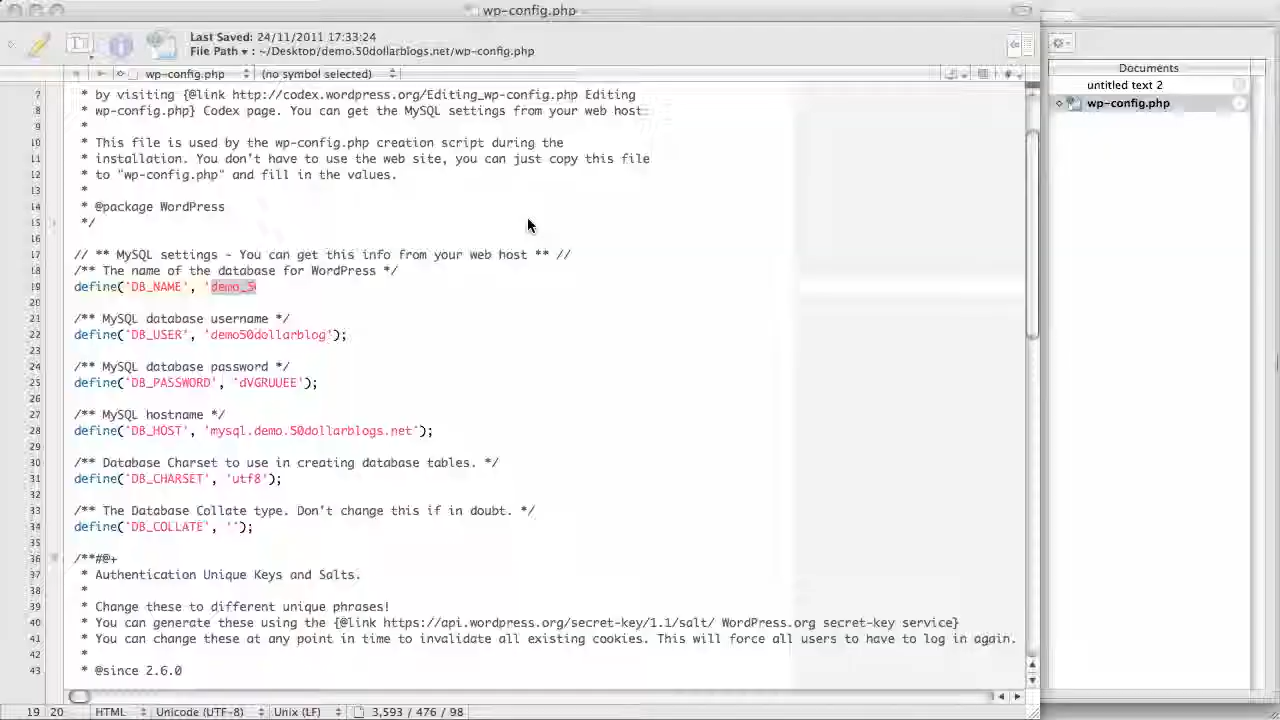 wp-config.php
Last Saved: 24/11/2011 17:33:24
File Path ▾ : ~/Desktop/demo.50dollarblogs.net/wp-config.php
wp-config.php (no symbol selected)
Documents
untitled text 2
wp-config.php
7 * by visiting {@link http://codex.wordpress.org/Editing_wp-config.php Editing
8 * wp-config.php} Codex page. You can get the MySQL settings from your web host.
9 *
10 * This file is used by the wp-config.php creation script during the
11 * installation. You don't have to use the web site, you can just copy this file
12 * to "wp-config.php" and fill in the values.
13 *
14 * @package WordPress
15 */
16
17 // ** MySQL settings - You can get this info from your web host ** //
18 /** The name of the database for WordPress */
19 define('DB_NAME', 'demo_5
20
21 /** MySQL database username */
22 define('DB_USER', 'demo50dollarblog');
23
24 /** MySQL database password */
25 define('DB_PASSWORD', 'dVGRUUEE');
26
27 /** MySQL hostname */
28 define('DB_HOST', 'mysql.demo.50dollarblogs.net');
29
30 /** Database Charset to use in creating database tables. */
31 define('DB_CHARSET', 'utf8');
32
33 /** The Database Collate type. Don't change this if in doubt. */
34 define('DB_COLLATE', '');
35
36 /**#@+
37 * Authentication Unique Keys and Salts.
38 *
39 * Change these to different unique phrases!
40 * You can generate these using the {@link https://api.wordpress.org/secret-key/1.1/salt/ WordPress.org secret-key service}
41 * You can change these at any point in time to invalidate all existing cookies. This will force all users to have to log in again.
42 *
43 * @since 2.6.0
19 20 HTML Unicode (UTF-8) Unix (LF) 3,593 / 476 / 98